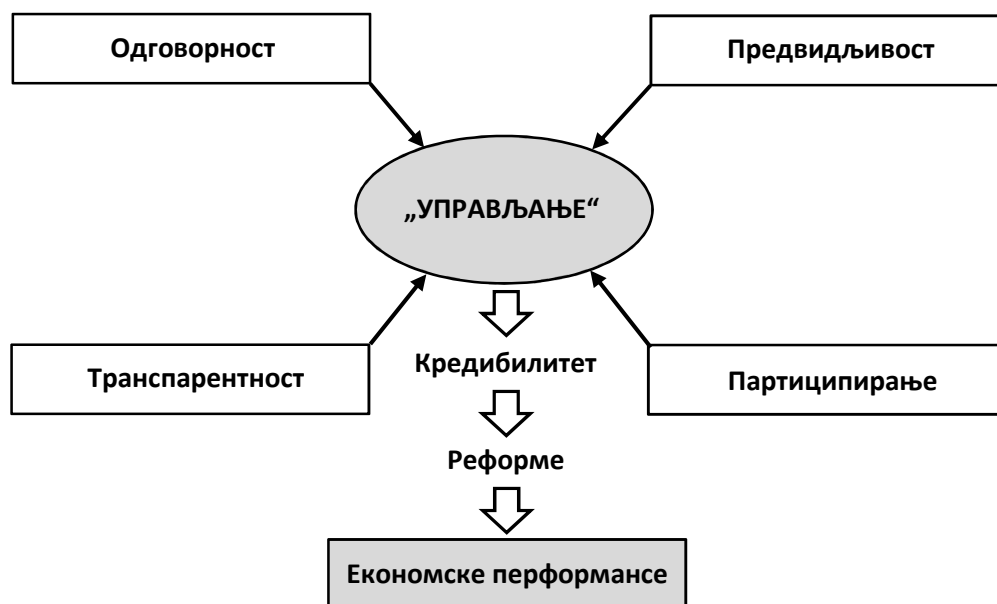 Одговорност
Предвидљивост
„УПРАВЉАЊЕ“
Транспарентност
Кредибилитет
Партиципирање
Реформе
Економске перформансе